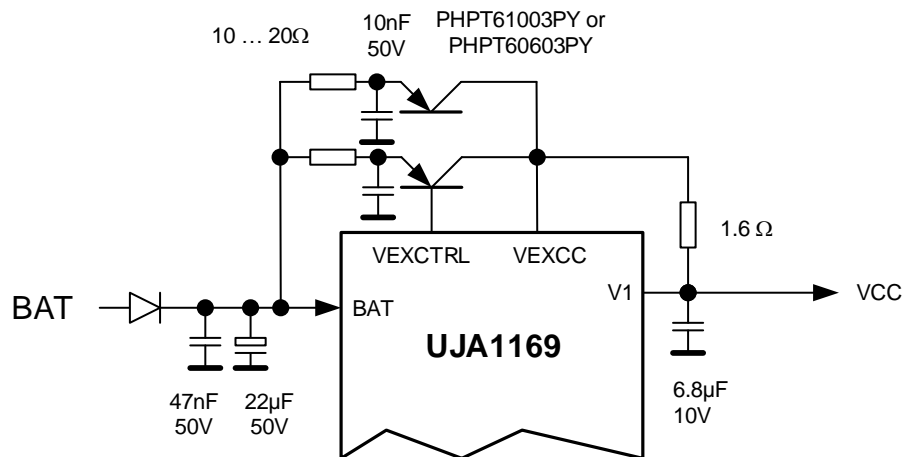 10 … 20Ω
10nF
50V
PHPT61003PY or
PHPT60603PY
VEXCTRL
VEXCC
1.6 Ω
BAT
BAT
V1
VCC
UJA1169
47nF
50V
22µF
50V
6.8µF
10V